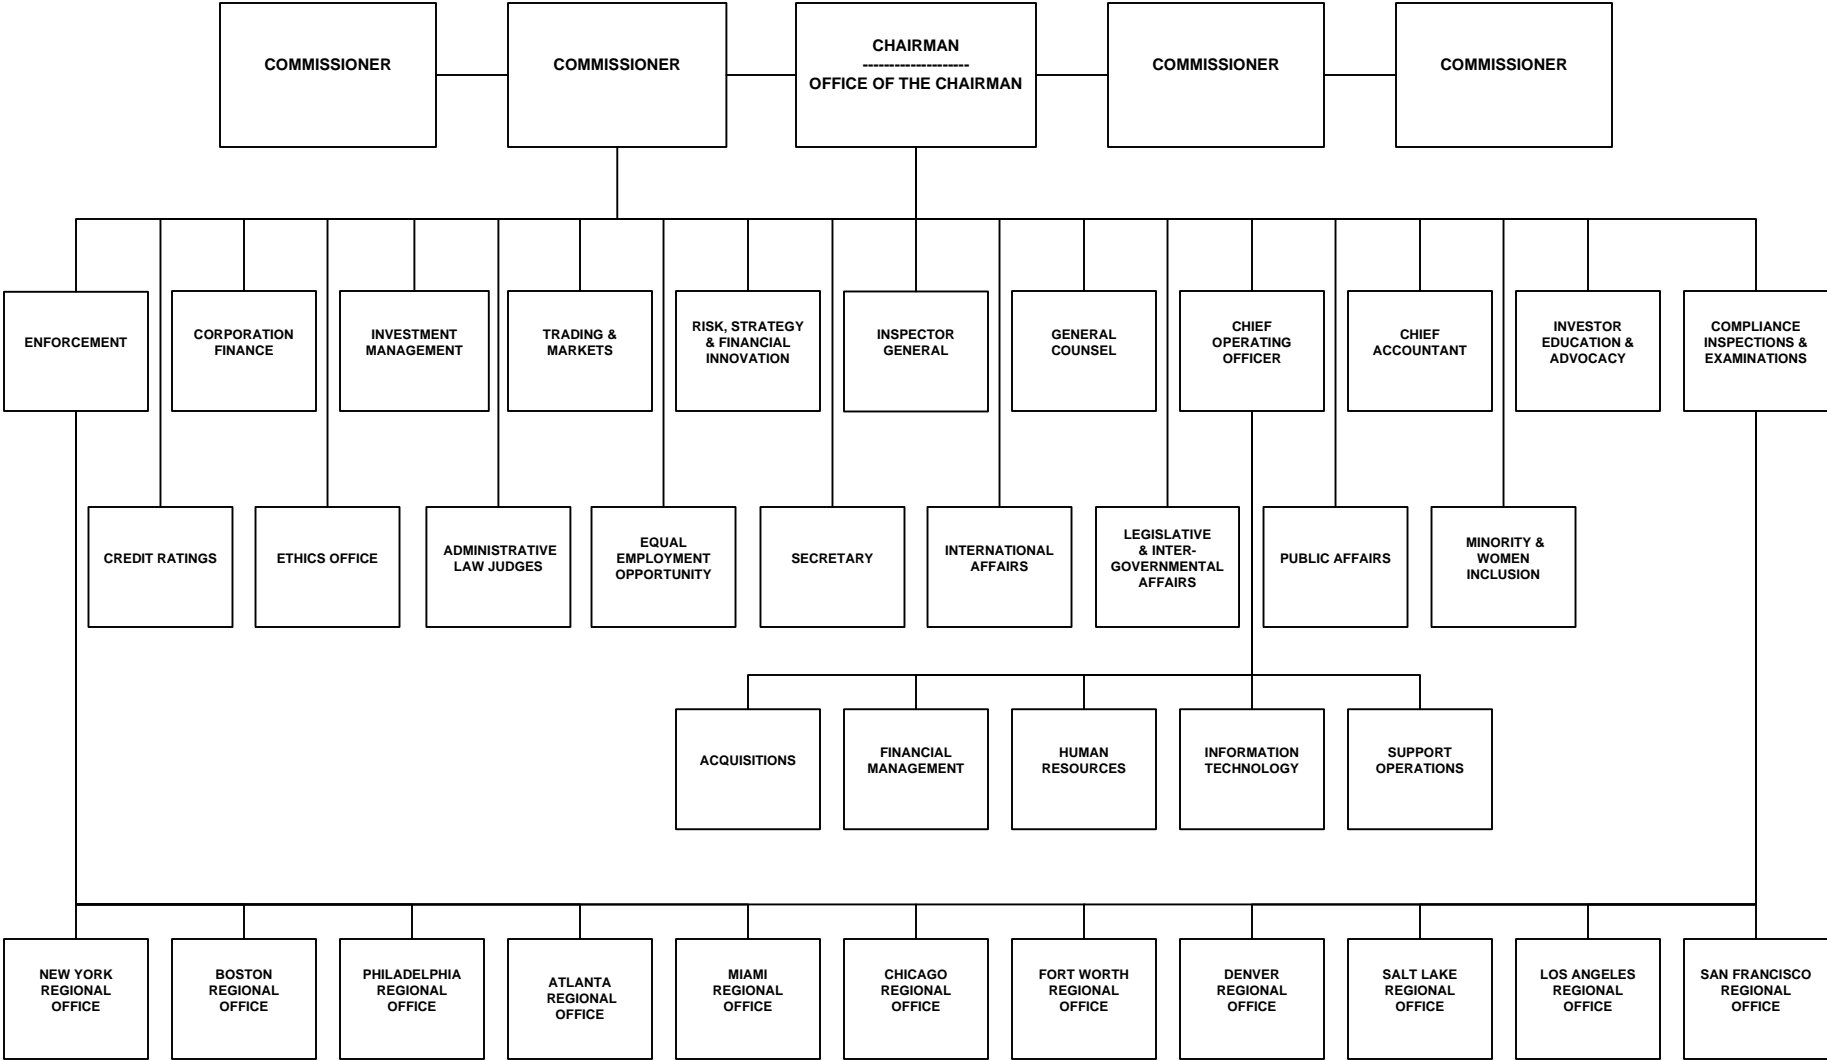 COMMISSIONER
COMMISSIONER
CHAIRMAN
--------------------
OFFICE OF THE CHAIRMAN
COMMISSIONER
COMMISSIONER
ENFORCEMENT
CORPORATION
FINANCE
INVESTMENT
MANAGEMENT
TRADING &
MARKETS
RISK, STRATEGY
& FINANCIAL
INNOVATION
INSPECTOR
GENERAL
GENERAL
COUNSEL
CHIEF
OPERATING
OFFICER
CHIEF
ACCOUNTANT
INVESTOR
EDUCATION &
ADVOCACY
COMPLIANCE
INSPECTIONS &
EXAMINATIONS
CREDIT RATINGS
ETHICS OFFICE
ADMINISTRATIVE
LAW JUDGES
EQUAL
EMPLOYMENT
OPPORTUNITY
SECRETARY
INTERNATIONAL
AFFAIRS
LEGISLATIVE
& INTER-
GOVERNMENTAL
AFFAIRS
PUBLIC AFFAIRS
MINORITY &
WOMEN
INCLUSION
ACQUISITIONS
FINANCIAL
MANAGEMENT
HUMAN
RESOURCES
INFORMATION
TECHNOLOGY
SUPPORT
OPERATIONS
NEW YORK
REGIONAL
OFFICE
BOSTON
REGIONAL
OFFICE
PHILADELPHIA
REGIONAL
OFFICE
ATLANTA
REGIONAL
OFFICE
MIAMI
REGIONAL
OFFICE
CHICAGO
REGIONAL
OFFICE
FORT WORTH
REGIONAL
OFFICE
DENVER
REGIONAL
OFFICE
SALT LAKE
REGIONAL
OFFICE
LOS ANGELES
REGIONAL
OFFICE
SAN FRANCISCO
REGIONAL
OFFICE